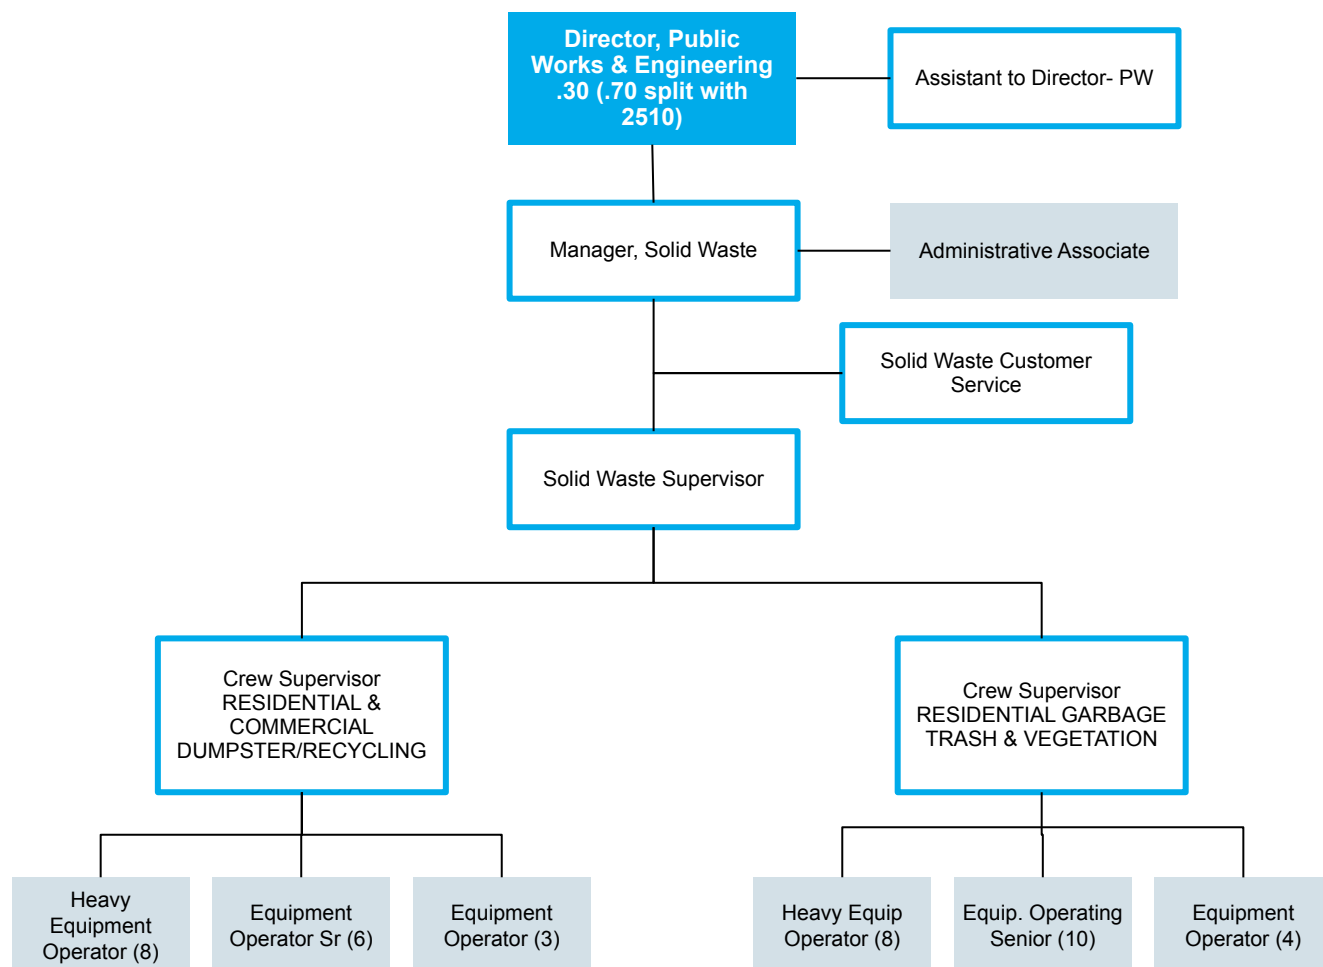 Director, Public
Works & Engineering
.30 (.70 split with
2510)
Assistant to Director- PW
Manager, Solid Waste
Administrative Associate
Solid Waste Customer
Service
Solid Waste Supervisor
Crew Supervisor
RESIDENTIAL &
COMMERCIAL
DUMPSTER/RECYCLING
Crew Supervisor
RESIDENTIAL GARBAGE
TRASH & VEGETATION
Heavy
Equipment
Operator (8)
Equipment
Operator Sr (6)
Equipment
Operator (3)
Heavy Equip
Operator (8)
Equip. Operating
Senior (10)
Equipment
Operator (4)